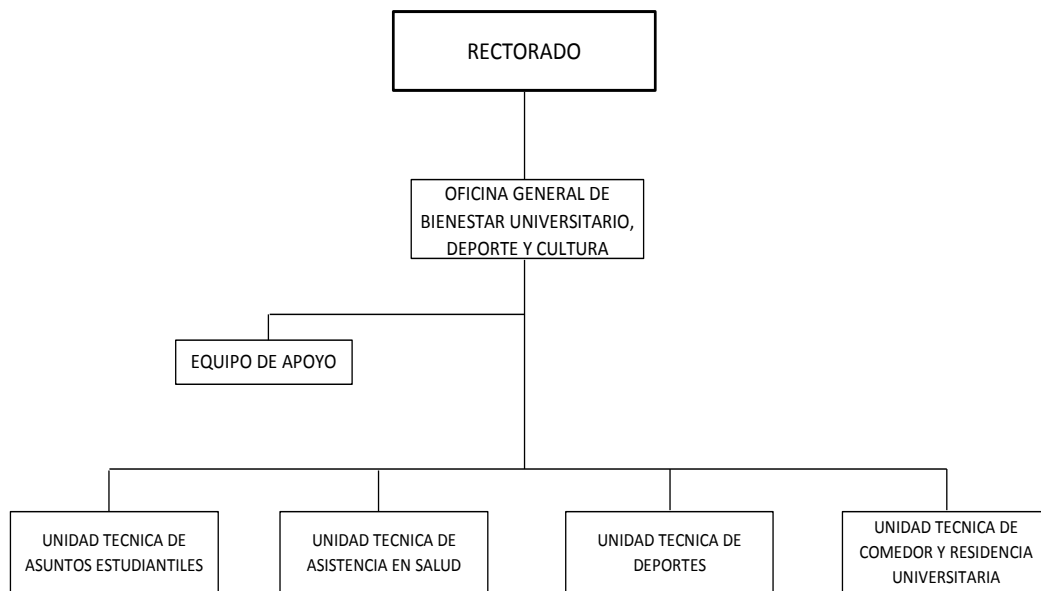 RECTORADO
OFICINA GENERAL DE
BIENESTAR UNIVERSITARIO,
DEPORTE Y CULTURA
EQUIPO DE APOYO
UNIDAD TECNICA DE
ASUNTOS ESTUDIANTILES
UNIDAD TECNICA DE
ASISTENCIA EN SALUD
UNIDAD TECNICA DE
DEPORTES
UNIDAD TECNICA DE
COMEDOR Y RESIDENCIA
UNIVERSITARIA